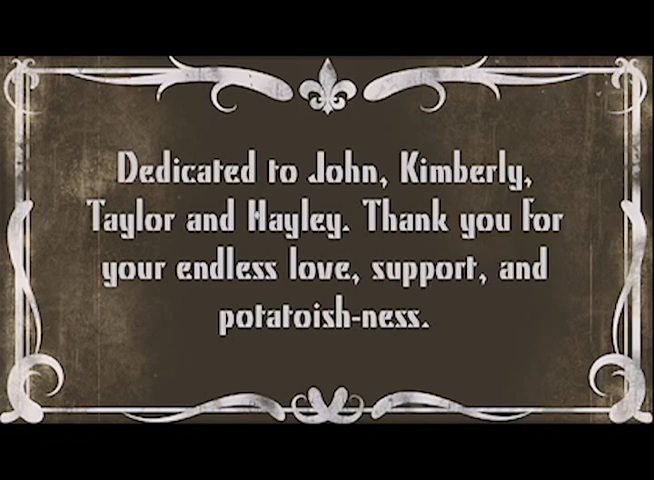 Dedicated to John, Kimberly,
Taylor and Hayley. Thank you for
your endless love, support, and
potatoish-ness.